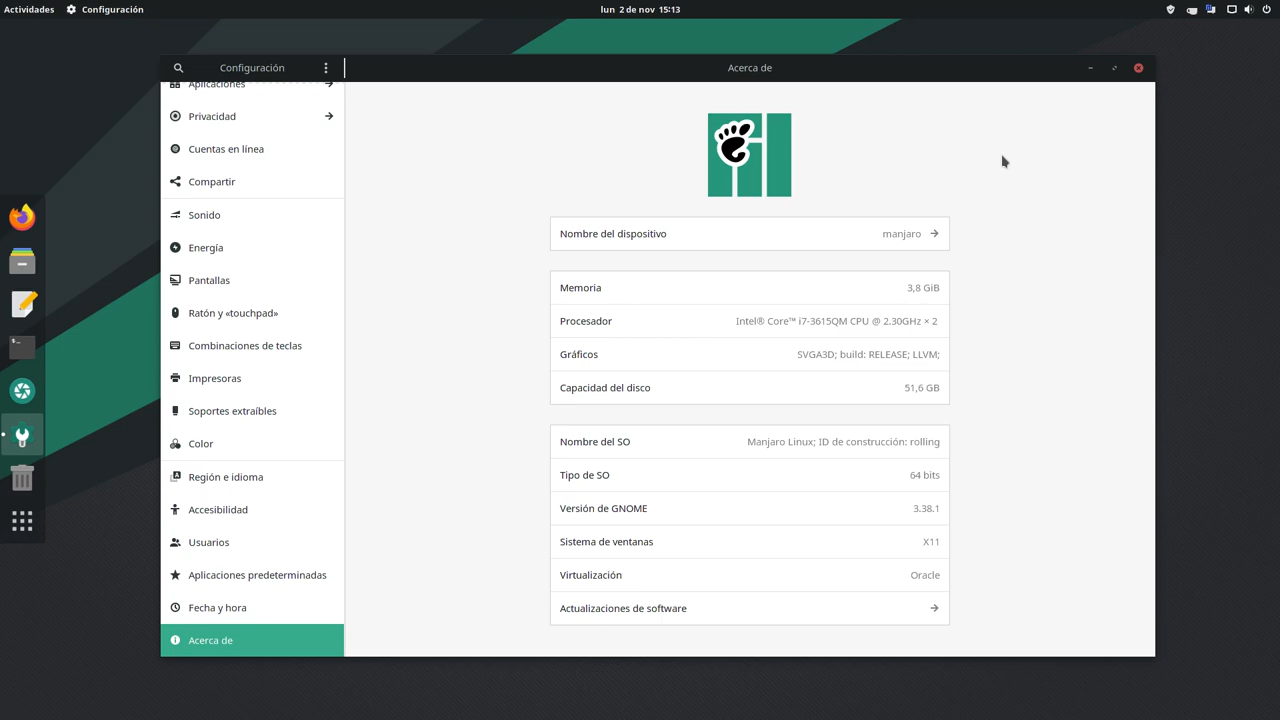 Actividades Configuración lun 2 de nov 15:13
Configuración Acerca de
Aplicaciones
Privacidad
Cuentas en línea
Compartir
Sonido
Energía
Pantallas
Ratón y «touchpad»
Combinaciones de teclas
Impresoras
Soportes extraíbles
Color
Región e idioma
Accesibilidad
Usuarios
Aplicaciones predeterminadas
Fecha y hora
Acerca de
Nombre del dispositivo manjaro
Memoria 3,8 GiB
Procesador Intel® Core™ i7-3615QM CPU @ 2.30GHz × 2
Gráficos SVGA3D; build: RELEASE; LLVM;
Capacidad del disco 51,6 GB
Nombre del SO Manjaro Linux; ID de construcción: rolling
Tipo de SO 64 bits
Versión de GNOME 3.38.1
Sistema de ventanas X11
Virtualización Oracle
Actualizaciones de software